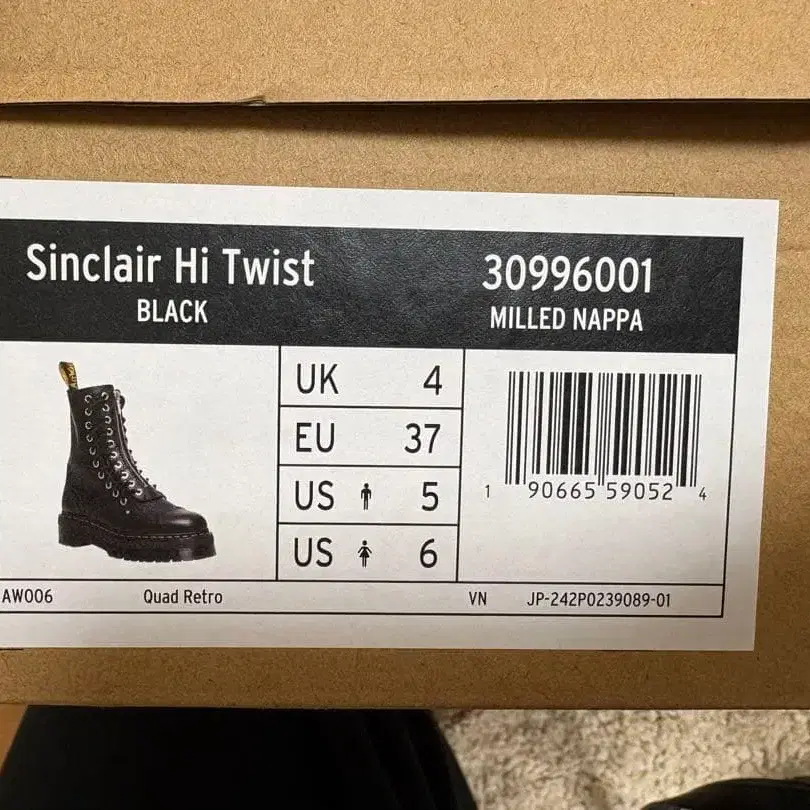 Sinclair Hi Twist
BLACK
30996001
MILLED NAPPA
UK 4
EU 37
US 5
US 6
1 90665 59052 4
AW006 Quad Retro VN JP-242P0239089-01